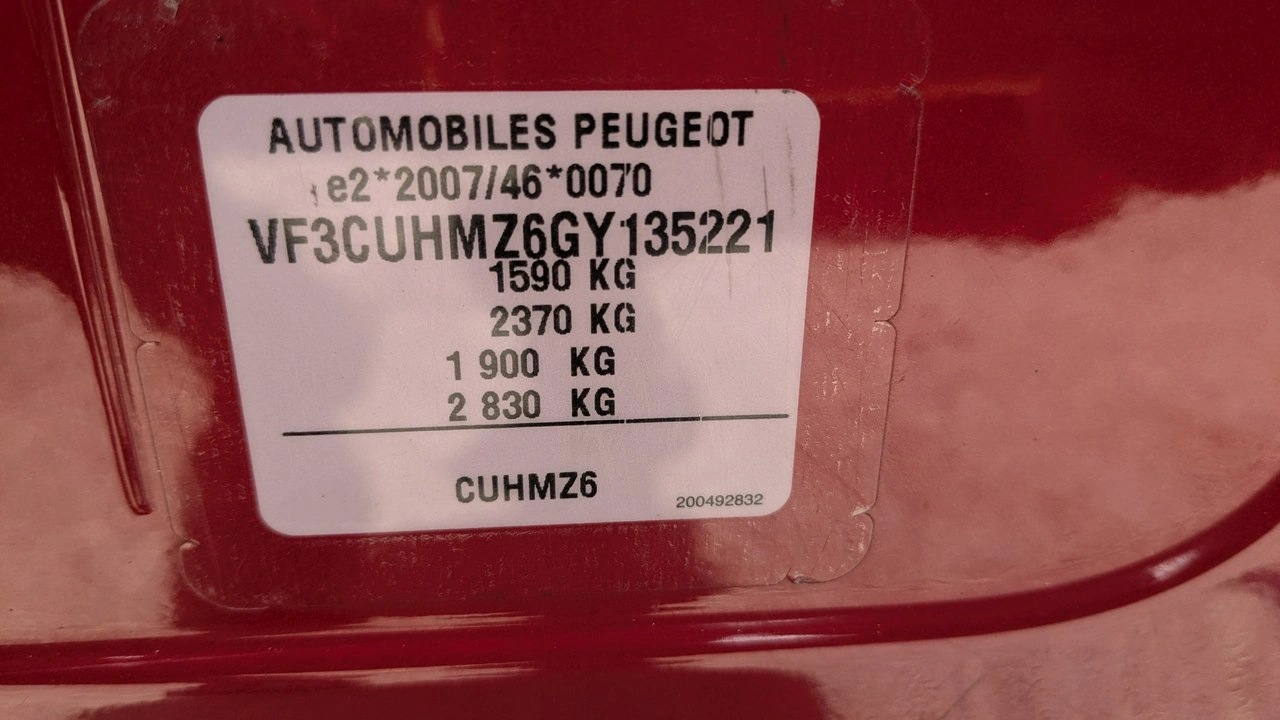 AUTOMOBILES PEUGEOT
e2*2007/46*0070
VF3CUHMZ6GY135221
1590 KG
2370 KG
1 900 KG
2 830 KG
CUHMZ6
200492832